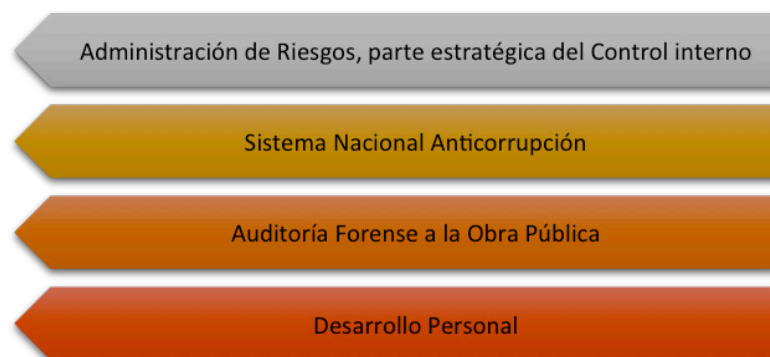 Administración de Riesgos, parte estratégica del Control interno
Sistema Nacional Anticorrupción
Auditoría Forense a la Obra Pública
Desarrollo Personal